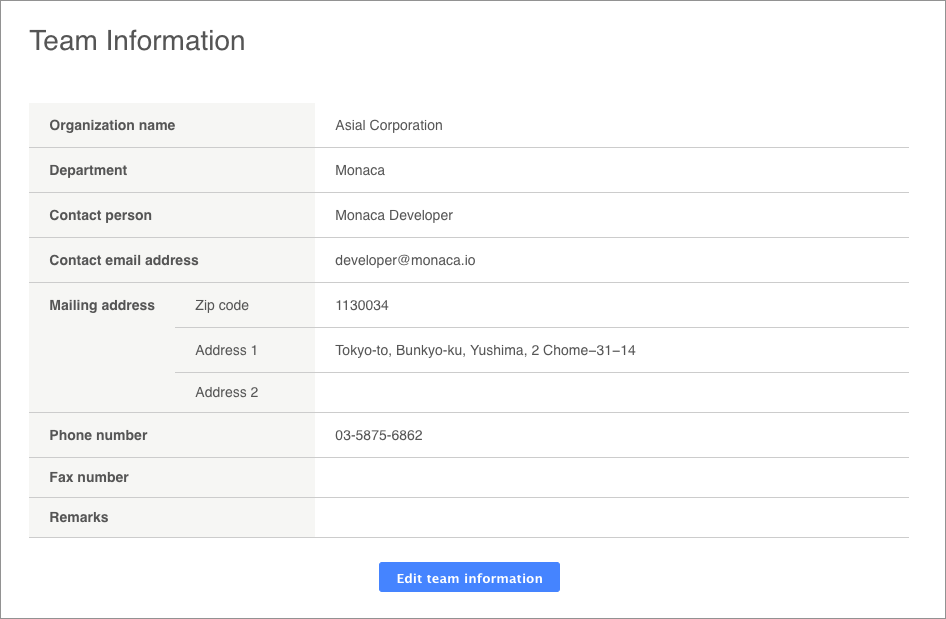 Team Information
Organization name Asial Corporation
Department Monaca
Contact person Monaca Developer
Contact email address developer@monaca.io
Mailing address Zip code 1130034
Address 1 Tokyo-to, Bunkyo-ku, Yushima, 2 Chome−31−14
Address 2
Phone number 03-5875-6862
Fax number
Remarks
Edit team information